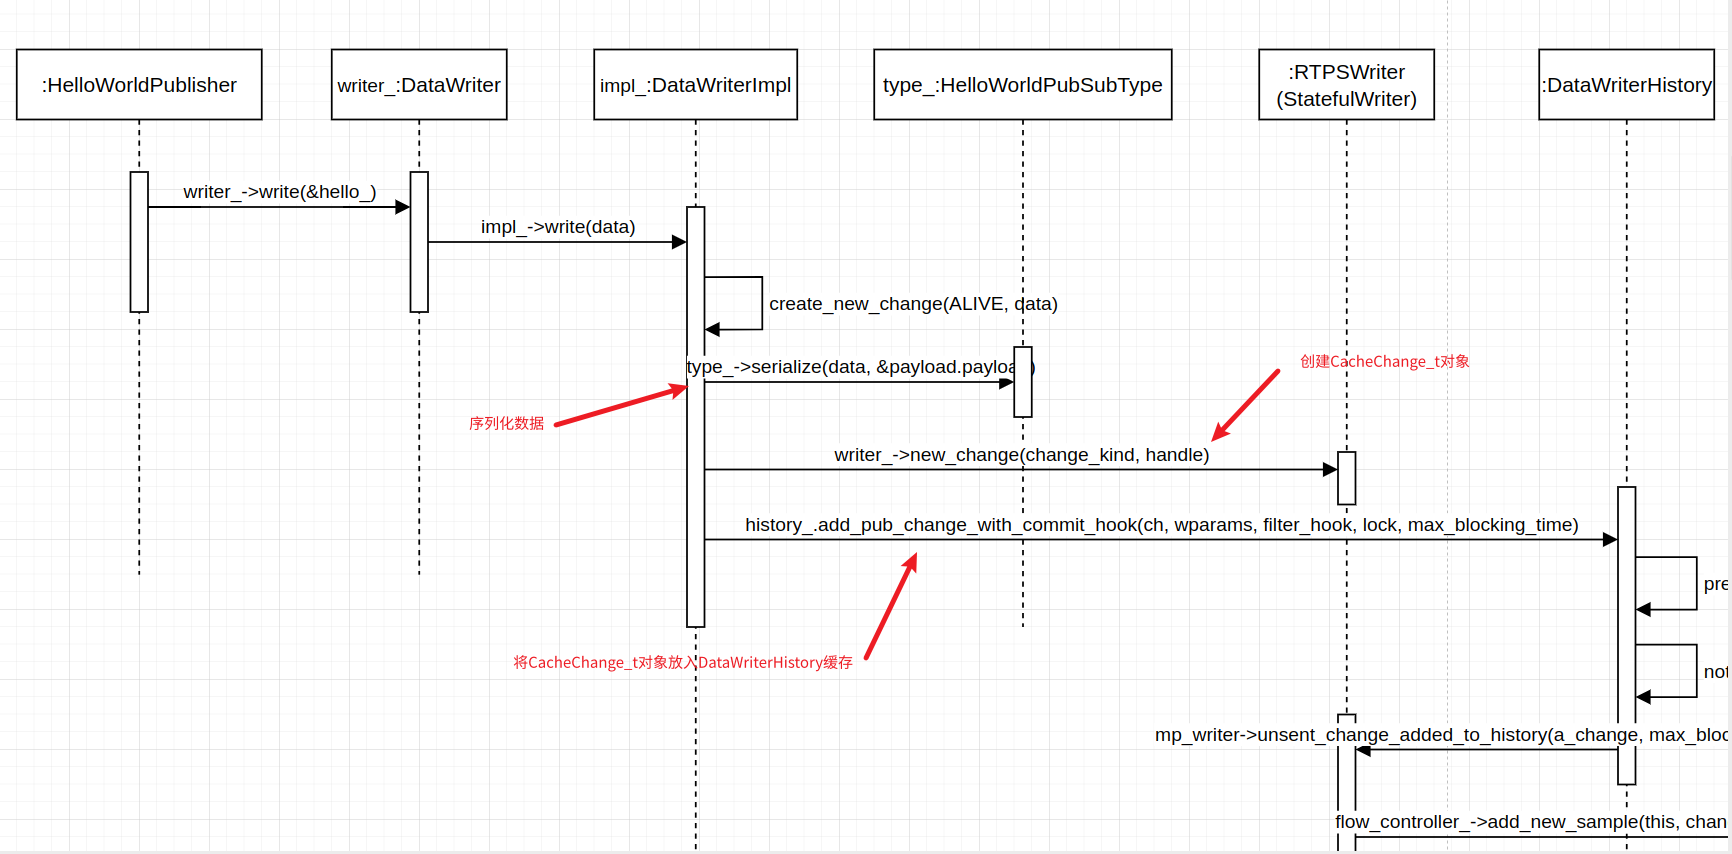 :HelloWorldPublisher
writer_:DataWriter
impl_:DataWriterImpl
type_:HelloWorldPubSubType
:RTPSWriter
(StatefulWriter)
:DataWriterHistory
writer_->write(&hello_)
impl_->write(data)
create_new_change(ALIVE, data)
type_->serialize(data, &payload.payloa
)
创建CacheChange_t对象
序列化数据
writer_->new_change(change_kind, handle)
history_.add_pub_change_with_commit_hook(ch, wparams, filter_hook, lock, max_blocking_time)
pre
将CacheChange_t对象放入DataWriterHistory缓存
not
mp_writer->unsent_change_added_to_history(a_change, max_bloc
flow_controller_->add_new_sample(this, chan